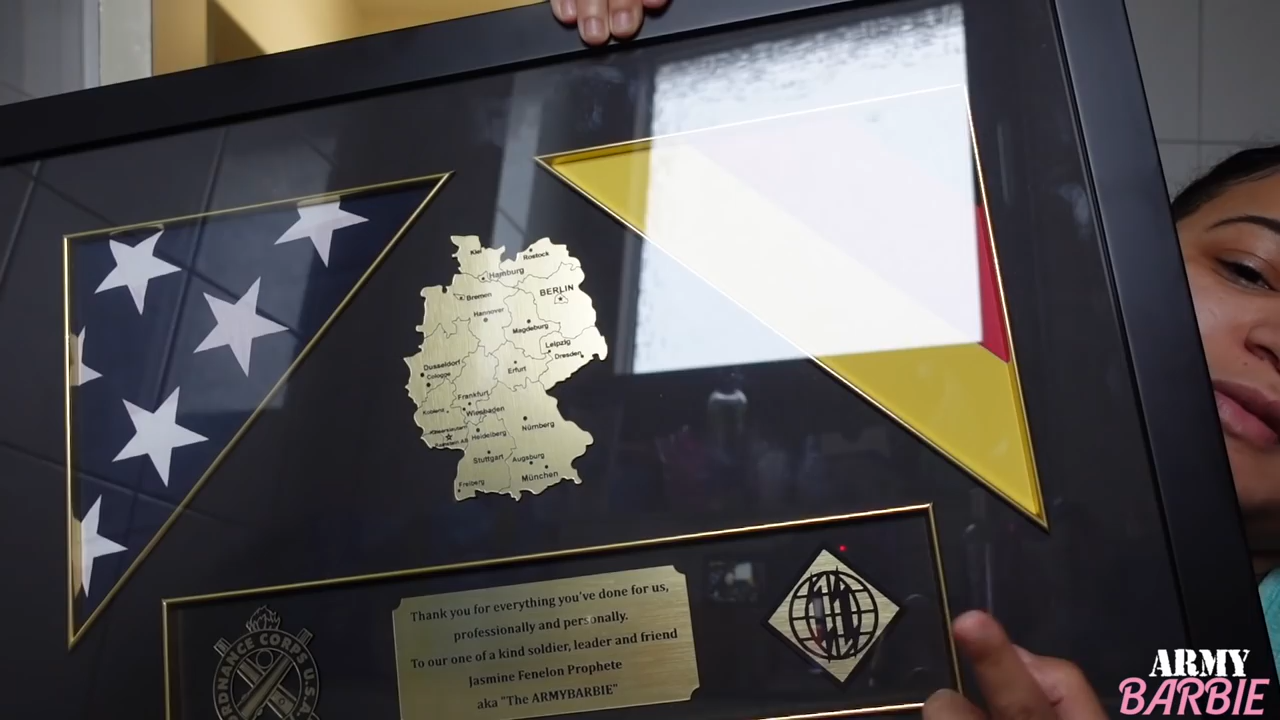 Kiel
Rostock
Hamburg
Bremen
BERLIN
Hannover
Magdeburg
Leipzig
Dresden
Dusseldorf
Cologne
Erfurt
Frankfurt
Koblenz
Wiesbaden
Nürnberg
Heidelberg
Stuttgart
Augsburg
München
Freiberg
ORDNANCE CORPS U.S.A.
Thank you for everything you've done for us,
professionally and personally.
To our one of a kind soldier, leader and friend
Jasmine Fenelon Prophete
aka "The ARMYBARBIE"
ARMY
BARBIE